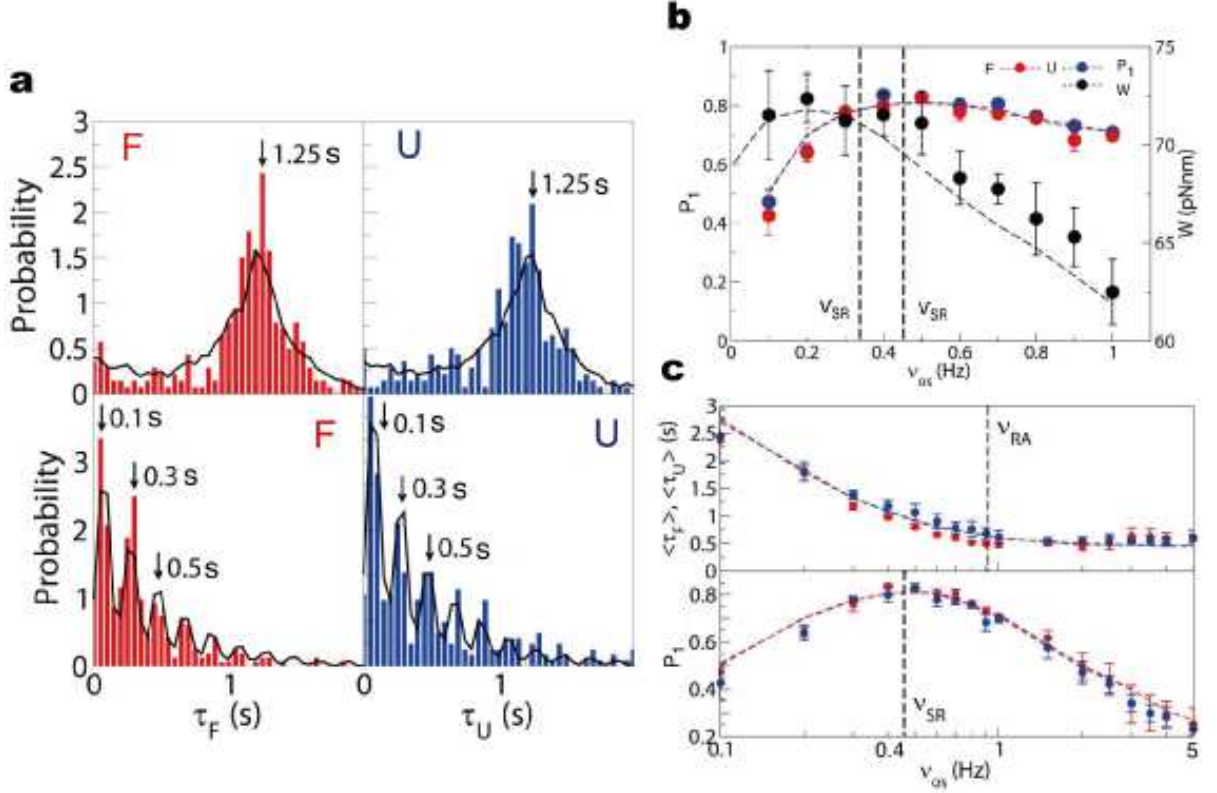 a
F
U
1.25 s
1.25 s
Probability
3
2.5
2
1.5
1
0.5
0
F
U
0.1 s
0.3 s
0.5 s
0.1 s
0.3 s
0.5 s
Probability
3
2
1
0
0 1 0 1
τF (s)
τU (s)
b
F U P1
W
P1
1
0.8
0.6
0.4
0.2
0
75
70
65
60
W (pNnm)
νSR
νSR
0 0.2 0.4 0.6 0.8 1
νos (Hz)
c
<τF>, <τU> (s)
3
2.5
2
1.5
1
0.5
0
νRA
P1
0.8
0.6
0.4
0.2
νSR
0.1 0.4 1 5
νos (Hz)